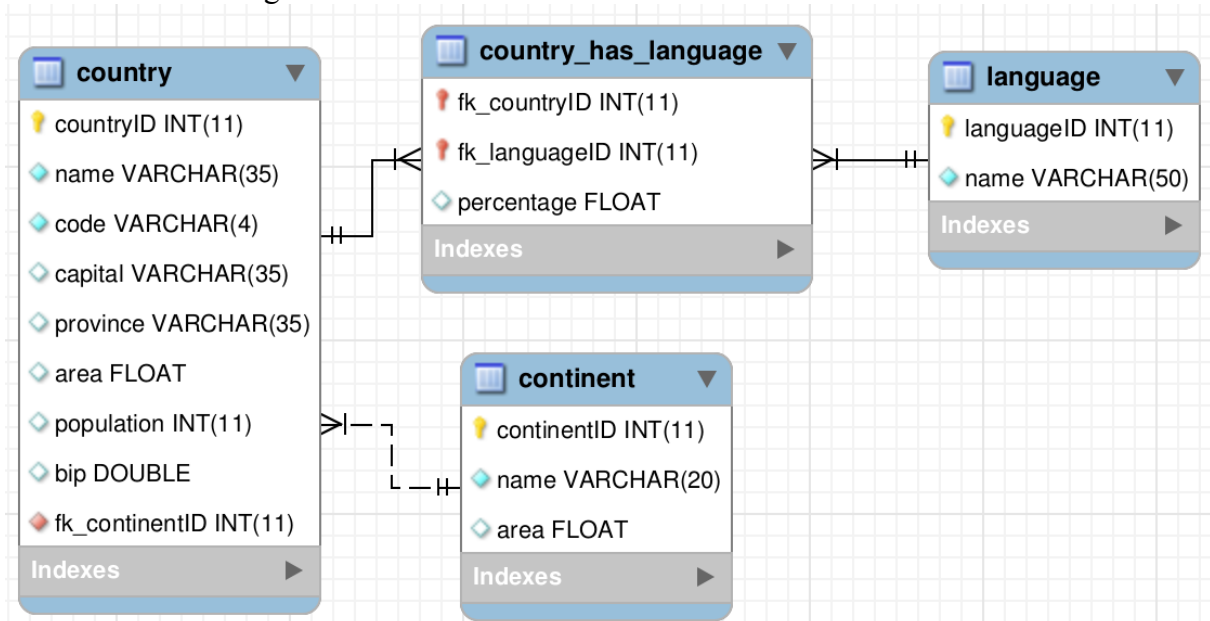 country
countryID INT(11)
name VARCHAR(35)
code VARCHAR(4)
capital VARCHAR(35)
province VARCHAR(35)
area FLOAT
population INT(11)
bip DOUBLE
fk_continentID INT(11)
Indexes
country_has_language
fk_countryID INT(11)
fk_languageID INT(11)
percentage FLOAT
Indexes
language
languageID INT(11)
name VARCHAR(50)
Indexes
continent
continentID INT(11)
name VARCHAR(20)
area FLOAT
Indexes